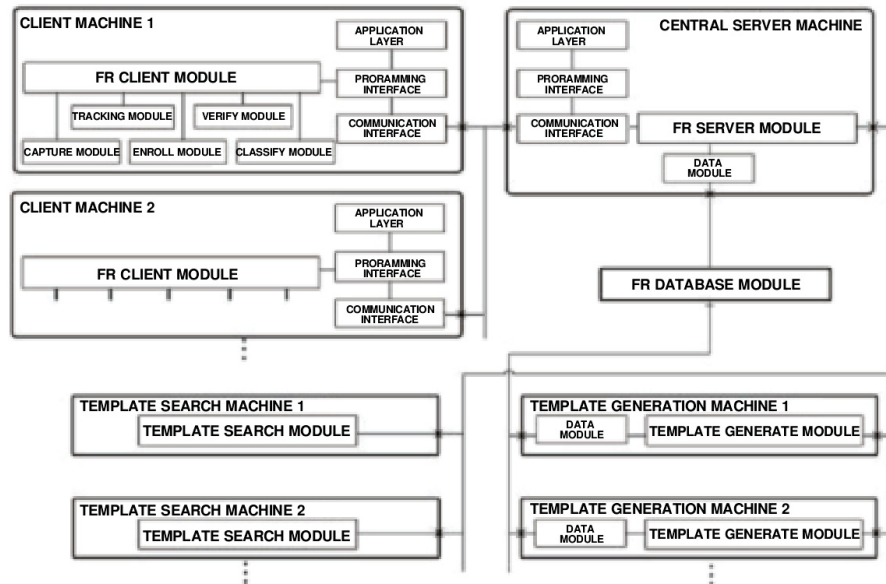 CLIENT MACHINE 1
APPLICATION
LAYER
FR CLIENT MODULE
PRORAMMING
INTERFACE
TRACKING MODULE
VERIFY MODULE
COMMUNICATION
INTERFACE
CAPTURE MODULE
ENROLL MODULE
CLASSIFY MODULE
CENTRAL SERVER MACHINE
APPLICATION
LAYER
PRORAMMING
INTERFACE
COMMUNICATION
INTERFACE
FR SERVER MODULE
DATA
MODULE
CLIENT MACHINE 2
APPLICATION
LAYER
FR CLIENT MODULE
PRORAMMING
INTERFACE
COMMUNICATION
INTERFACE
FR DATABASE MODULE
TEMPLATE SEARCH MACHINE 1
TEMPLATE SEARCH MODULE
TEMPLATE GENERATION MACHINE 1
DATA
MODULE
TEMPLATE GENERATE MODULE
TEMPLATE SEARCH MACHINE 2
TEMPLATE SEARCH MODULE
TEMPLATE GENERATION MACHINE 2
DATA
MODULE
TEMPLATE GENERATE MODULE